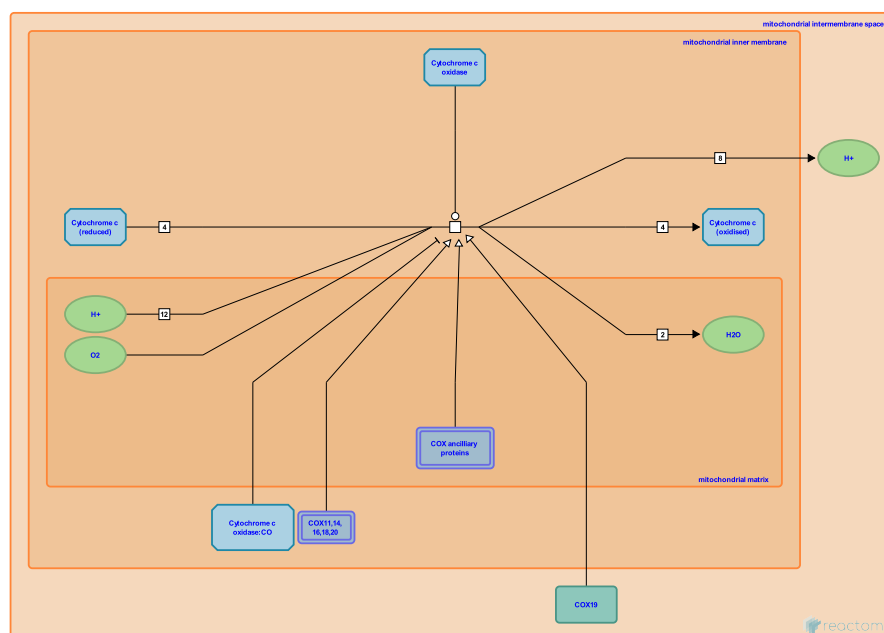 mitochondrial intermembrane space
mitochondrial inner membrane
Cytochrome c
oxidase
8
H+
Cytochrome c
(reduced)
4
4
Cytochrome c
(oxidised)
H+
12
O2
2
H2O
COX ancilliary
proteins
mitochondrial matrix
Cytochrome c
oxidase:CO
COX11,14,
16,18,20
COX19
reactom